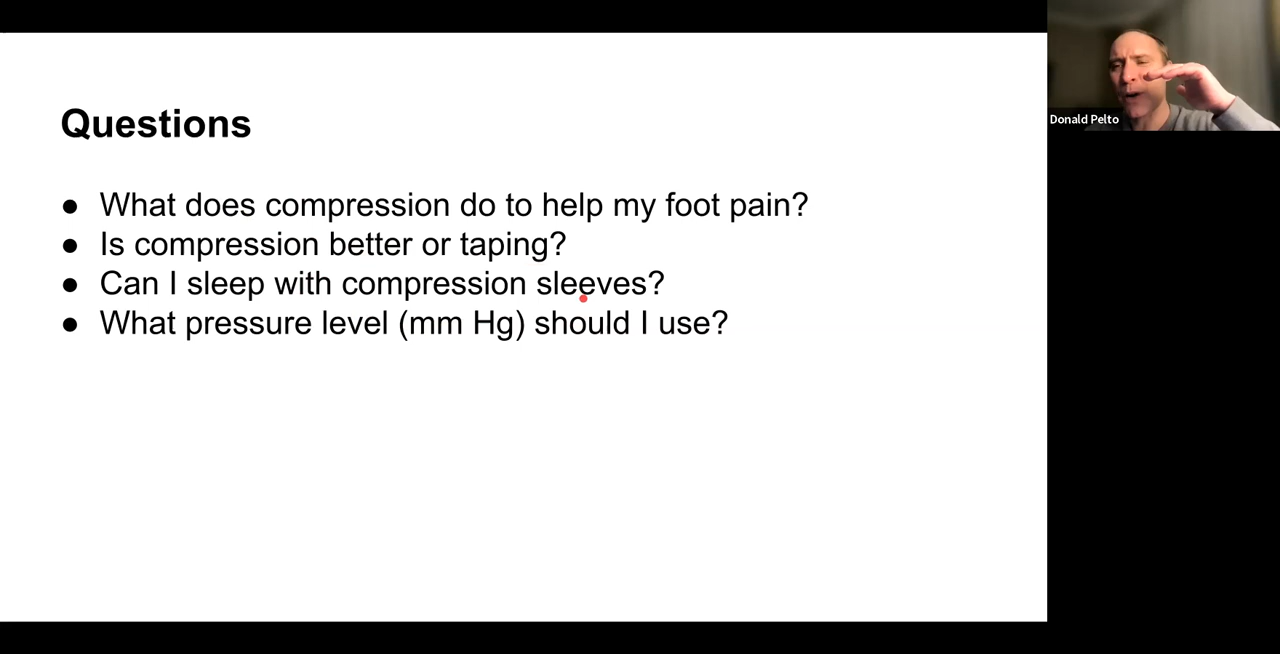 Questions
● What does compression do to help my foot pain?
● Is compression better or taping?
● Can I sleep with compression sleeves?
● What pressure level (mm Hg) should I use?
Donald Pelto